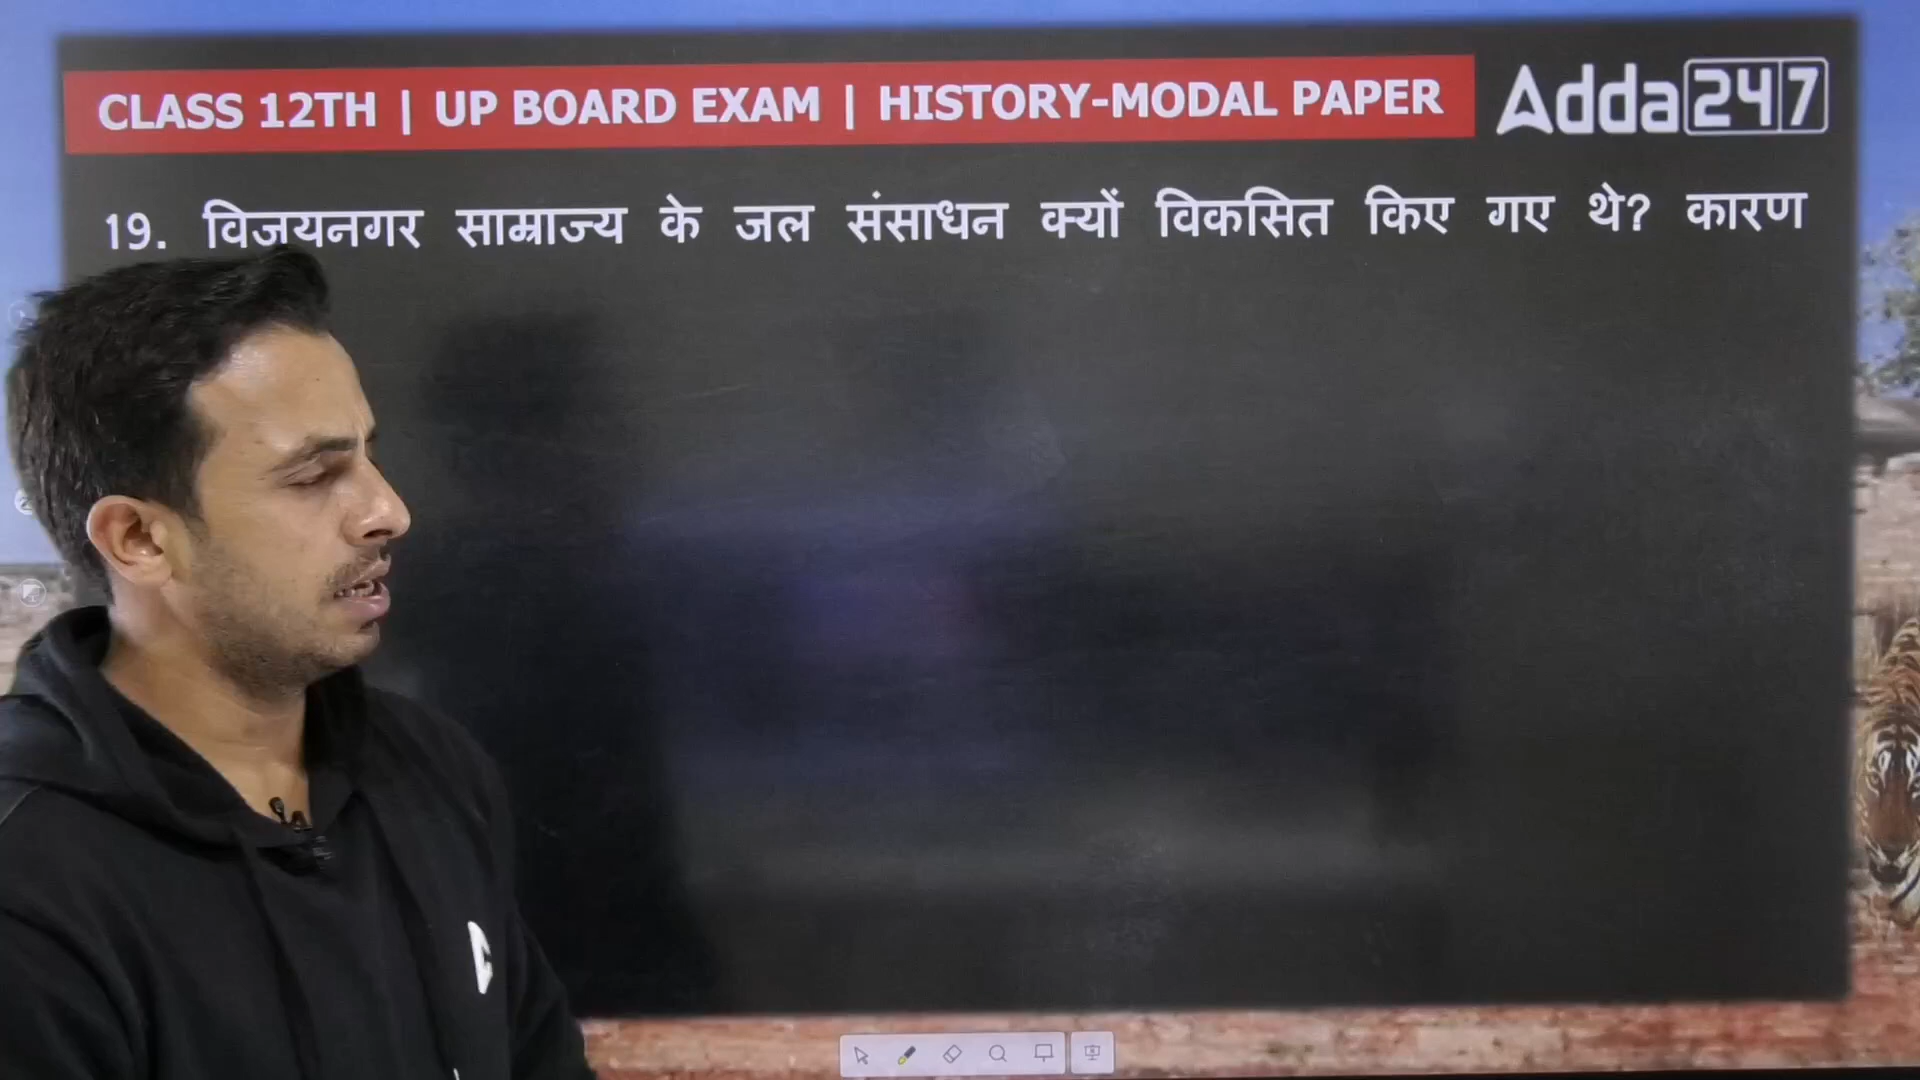 CLASS 12TH | UP BOARD EXAM | HISTORY-MODAL PAPER
Adda247
19. विजयनगर साम्राज्य के जल संसाधन क्यों विकसित किए गए थे? कारण